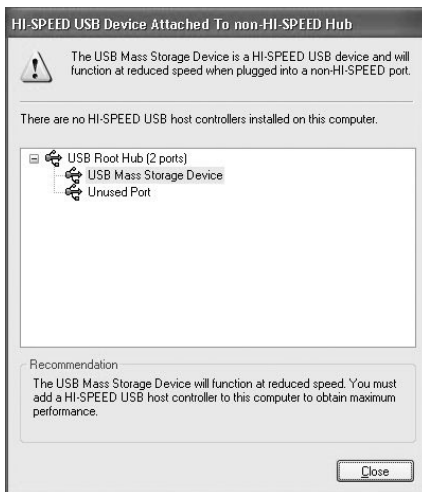 HI-SPEED USB Device Attached To non-HI-SPEED Hub
The USB Mass Storage Device is a HI-SPEED USB device and will
function at reduced speed when plugged into a non-HI-SPEED port.
There are no HI-SPEED USB host controllers installed on this computer.
USB Root Hub (2 ports)
USB Mass Storage Device
Unused Port
Recommendation
The USB Mass Storage Device will function at reduced speed. You must
add a HI-SPEED USB host controller to this computer to obtain maximum
performance.
Close